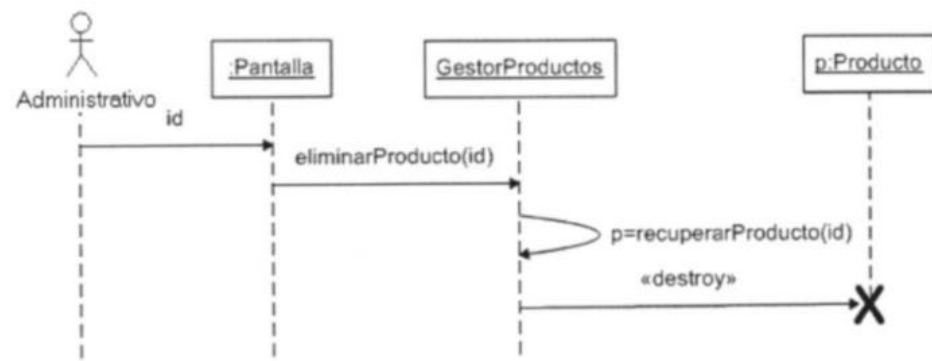 :Pantalla
GestorProductos
p:Producto
Administrativo
id
eliminarProducto(id)
p=recuperarProducto(id)
«destroy»